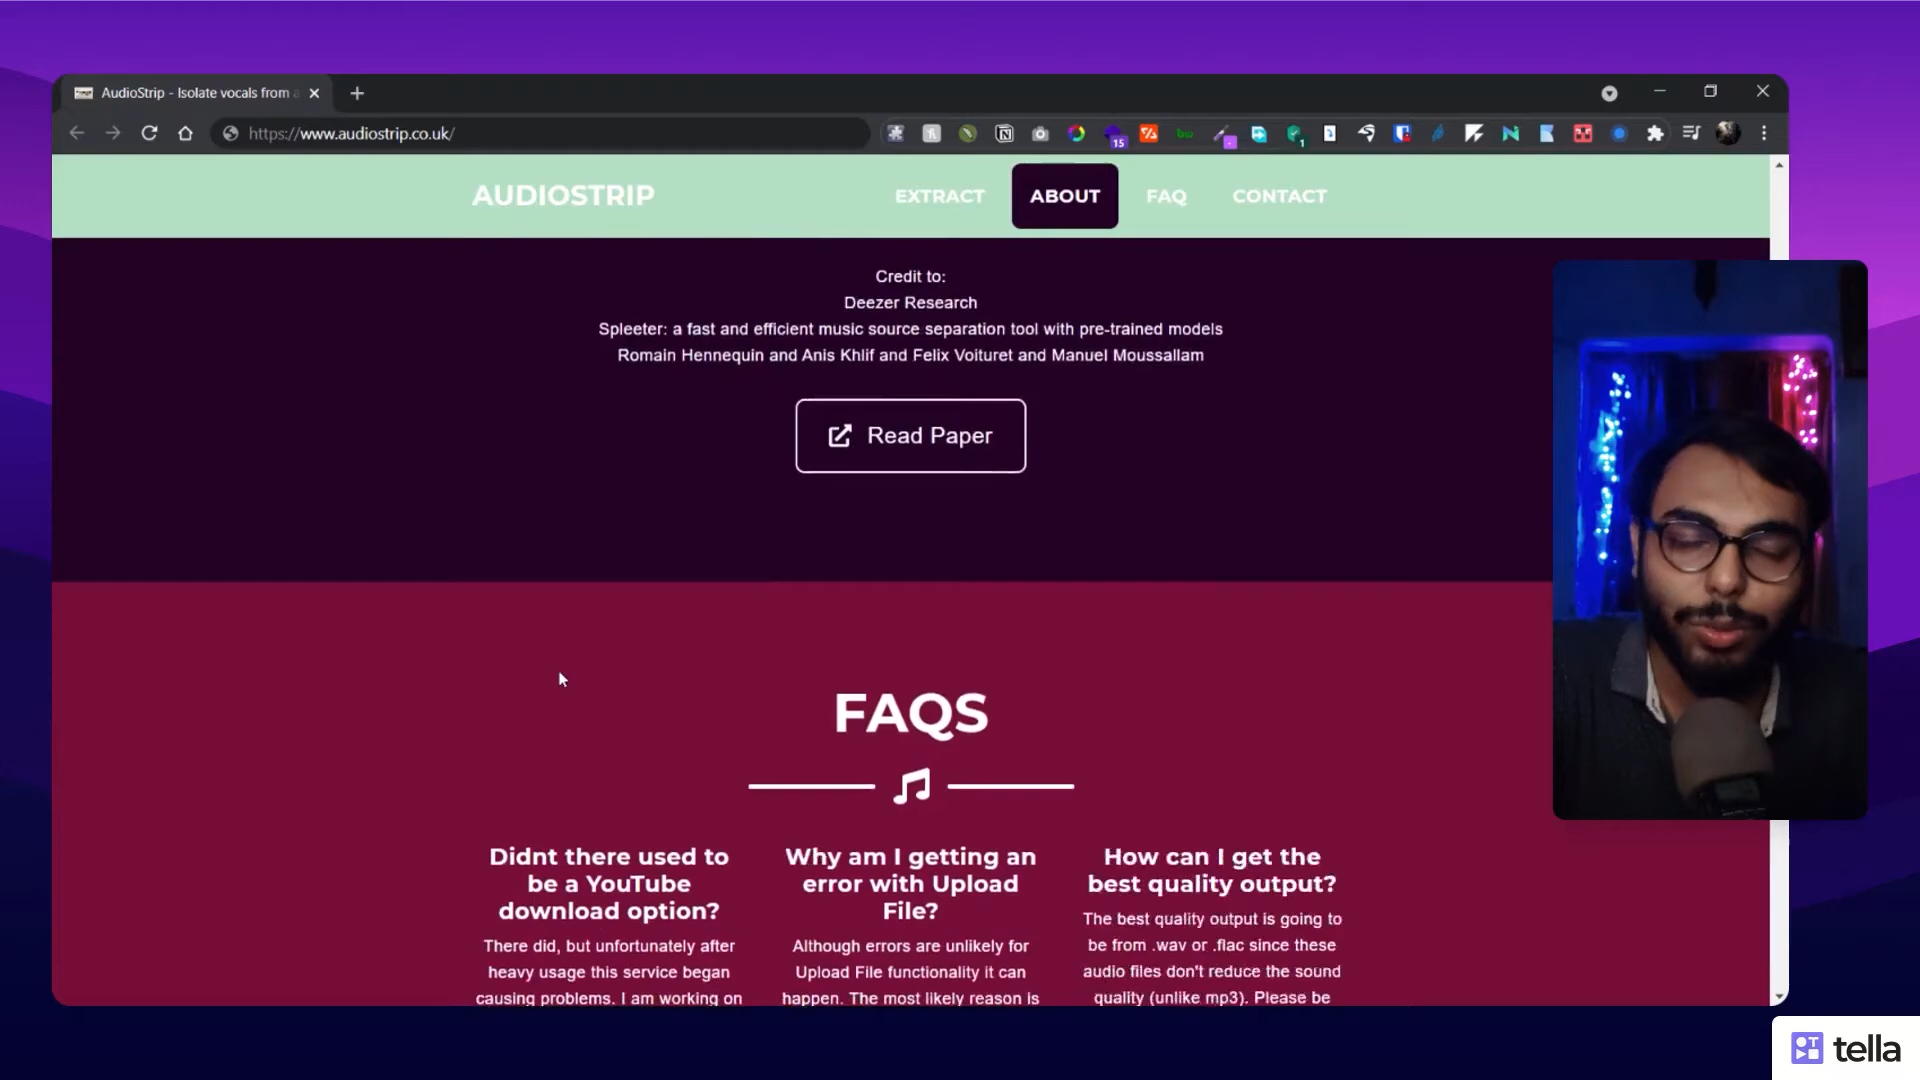 AudioStrip - Isolate vocals from a
https://www.audiostrip.co.uk/
15
1
AUDIOSTRIP
EXTRACT
ABOUT
FAQ
CONTACT
Credit to:
Deezer Research
Spleeter: a fast and efficient music source separation tool with pre-trained models
Romain Hennequin and Anis Khlif and Felix Voituret and Manuel Moussallam
Read Paper
FAQS
Didnt there used to
be a YouTube
download option?
There did, but unfortunately after
heavy usage this service began
causing problems. I am working on
Why am I getting an
error with Upload
File?
Although errors are unlikely for
Upload File functionality it can
happen. The most likely reason is
How can I get the
best quality output?
The best quality output is going to
be from .wav or .flac since these
audio files don't reduce the sound
quality (unlike mp3). Please be
tella